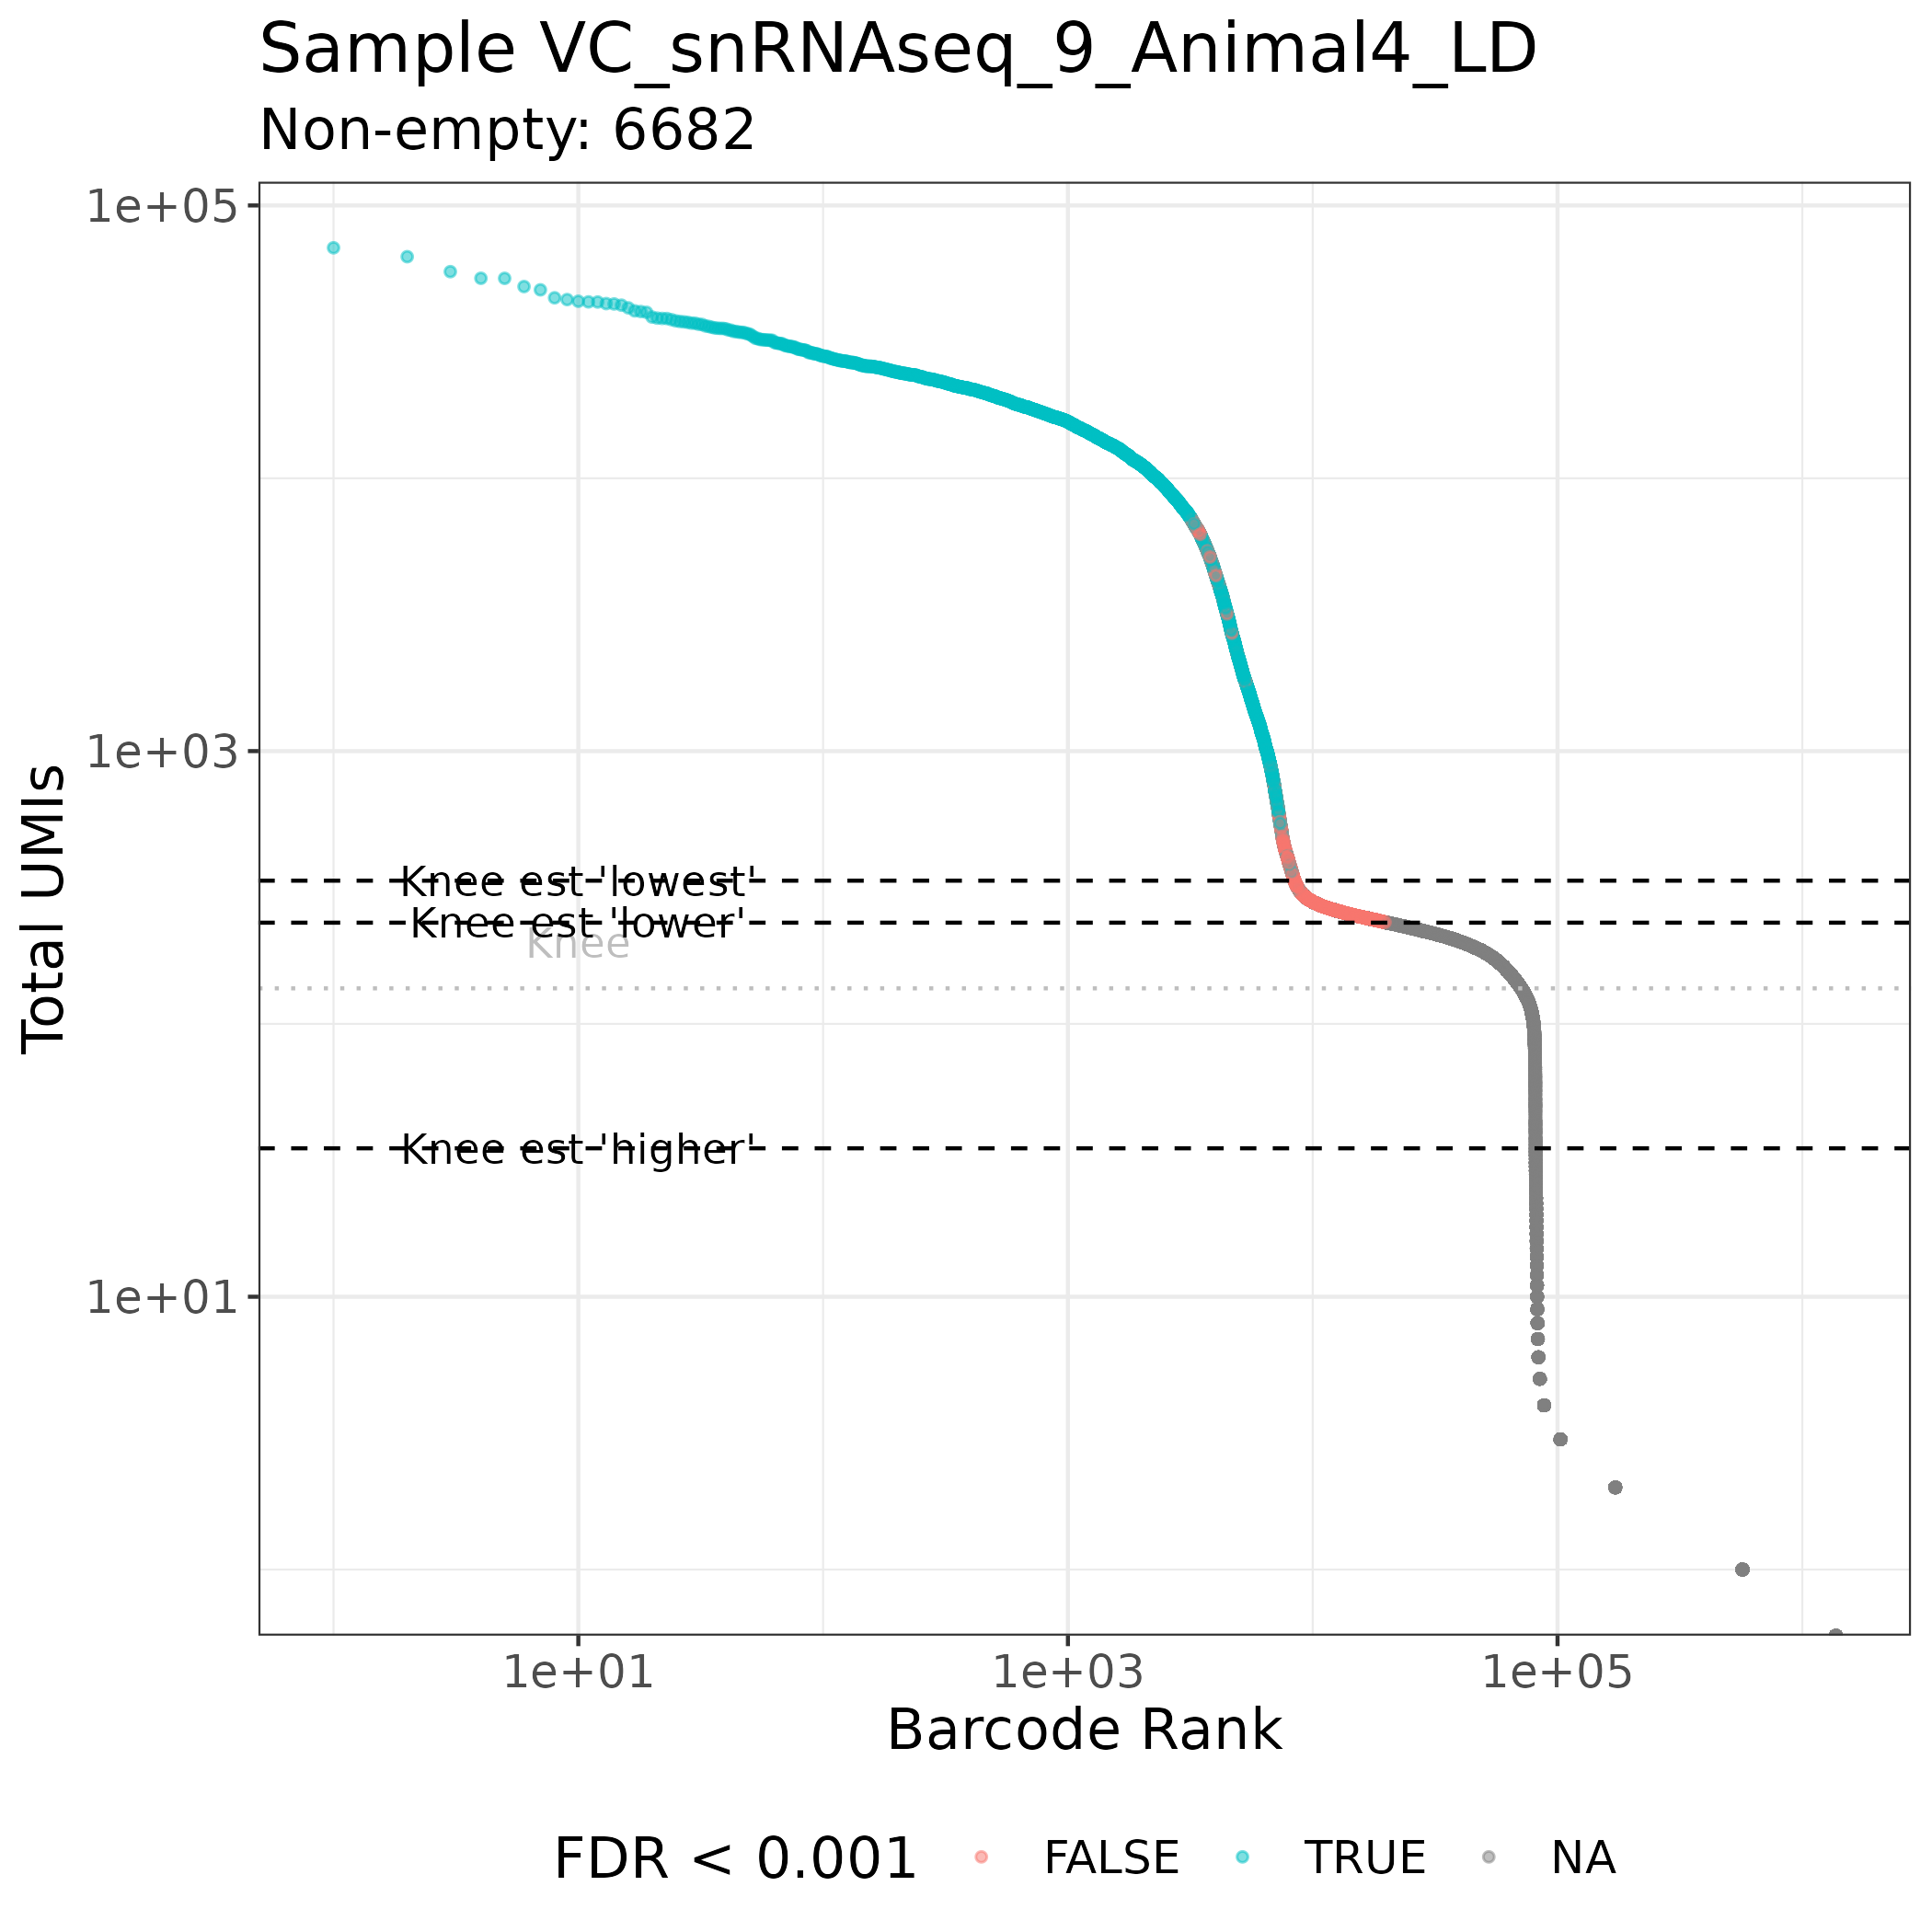 Sample VC_snRNAseq_9_Animal4_LD
Non-empty: 6682
1e+05
1e+03
1e+01
Total UMIs
Knee est 'lowest'
Knee est 'lower'
Knee
Knee est 'higher'
1e+01 1e+03 1e+05
Barcode Rank
FDR < 0.001 FALSE TRUE NA